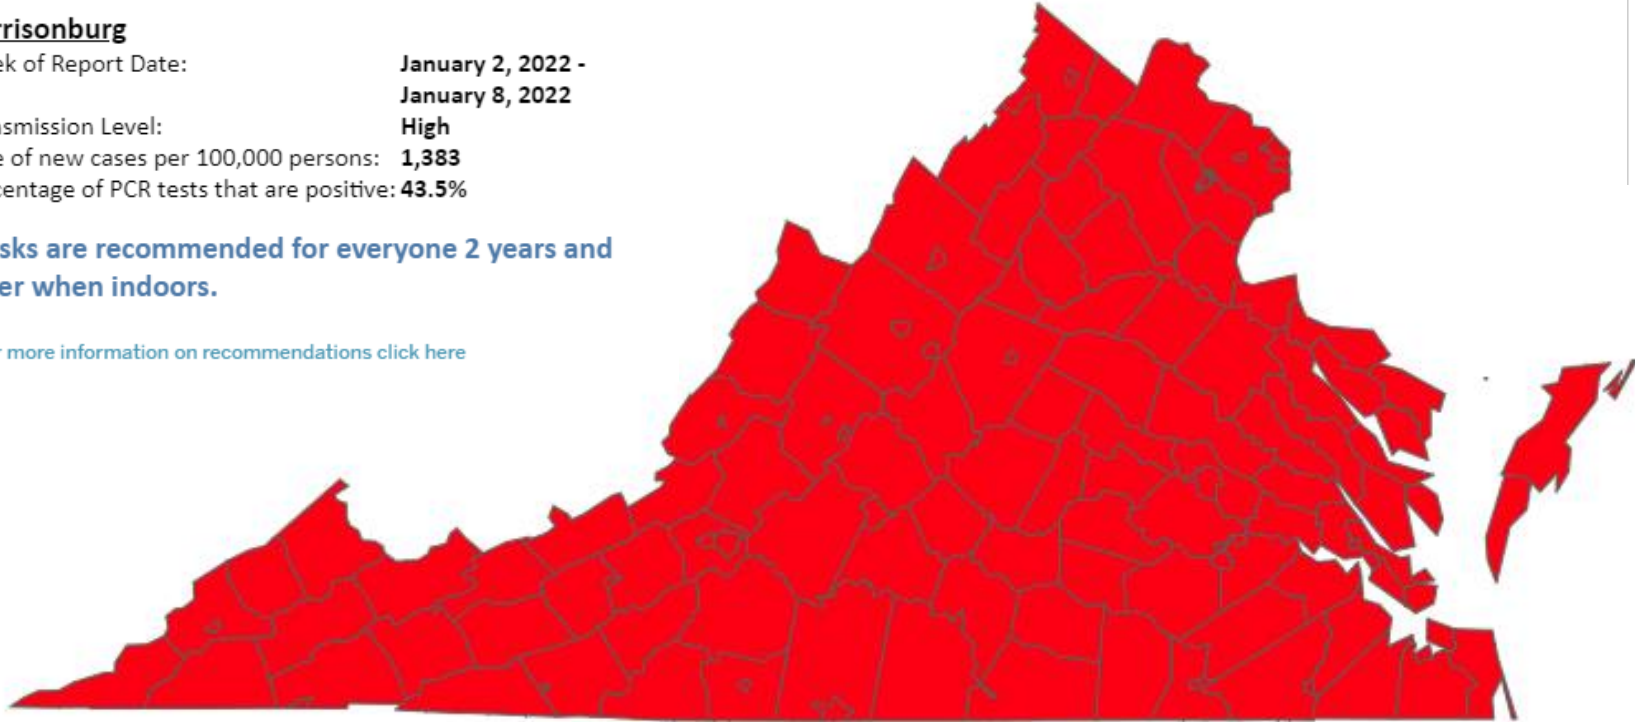 rrisonburg
ek of Report Date: January 2, 2022 -
January 8, 2022
nsmission Level: High
e of new cases per 100,000 persons: 1,383
centage of PCR tests that are positive: 43.5%
sks are recommended for everyone 2 years and
er when indoors.
r more information on recommendations click here